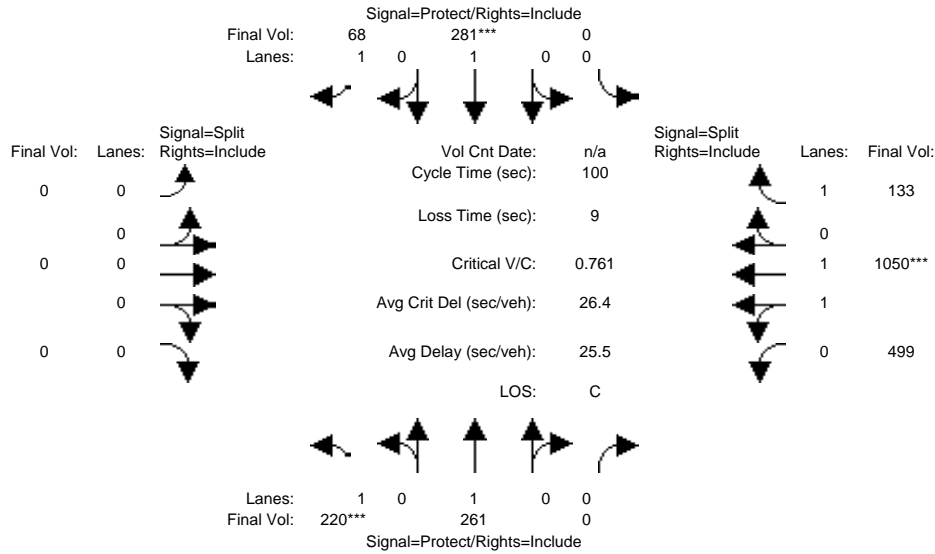 Signal=Protect/Rights=Include
Final Vol: 68 281*** 0
Lanes: 1 0 1 0 0
Signal=Split Signal=Split
Final Vol: Lanes: Rights=Include Vol Cnt Date: n/a Rights=Include Lanes: Final Vol:
Cycle Time (sec): 100
0 0 1 133
Loss Time (sec): 9
0 0
0 0 Critical V/C: 0.761 1 1050***
0 Avg Crit Del (sec/veh): 26.4 1
0 0 Avg Delay (sec/veh): 25.5 0 499
LOS: C
Lanes: 1 0 1 0 0
Final Vol: 220*** 261 0
Signal=Protect/Rights=Include